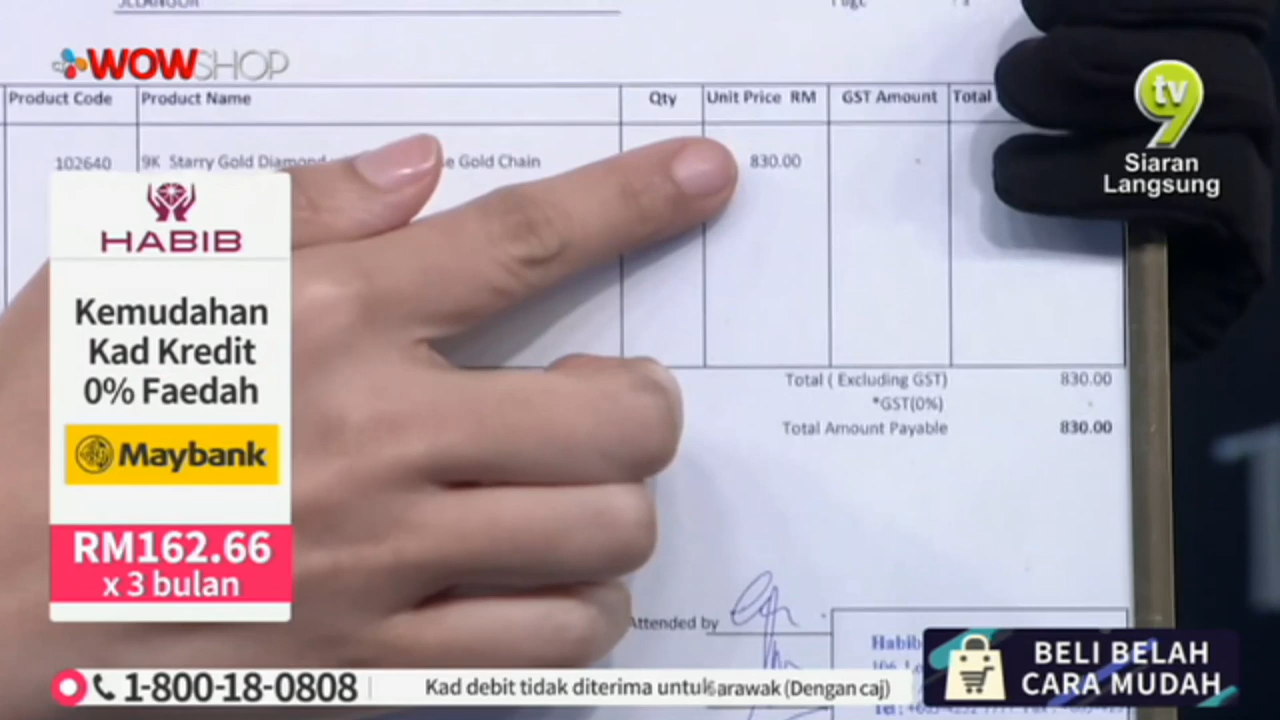 SELANGOR
WOWSHOP
Product Code Product Name Qty Unit Price RM GST Amount Total
tv9
Siaran
Langsung
102640 9K Starry Gold Diamond e Gold Chain 830.00 -
HABIB
Kemudahan
Kad Kredit
0% Faedah
Maybank
RM162.66
x 3 bulan
Total ( Excluding GST) 830.00
*GST(0%) -
Total Amount Payable 830.00
Attended by
Habib
BELI BELAH
CARA MUDAH
1-800-18-0808
Kad debit tidak diterima untuk
Sarawak (Dengan caj)